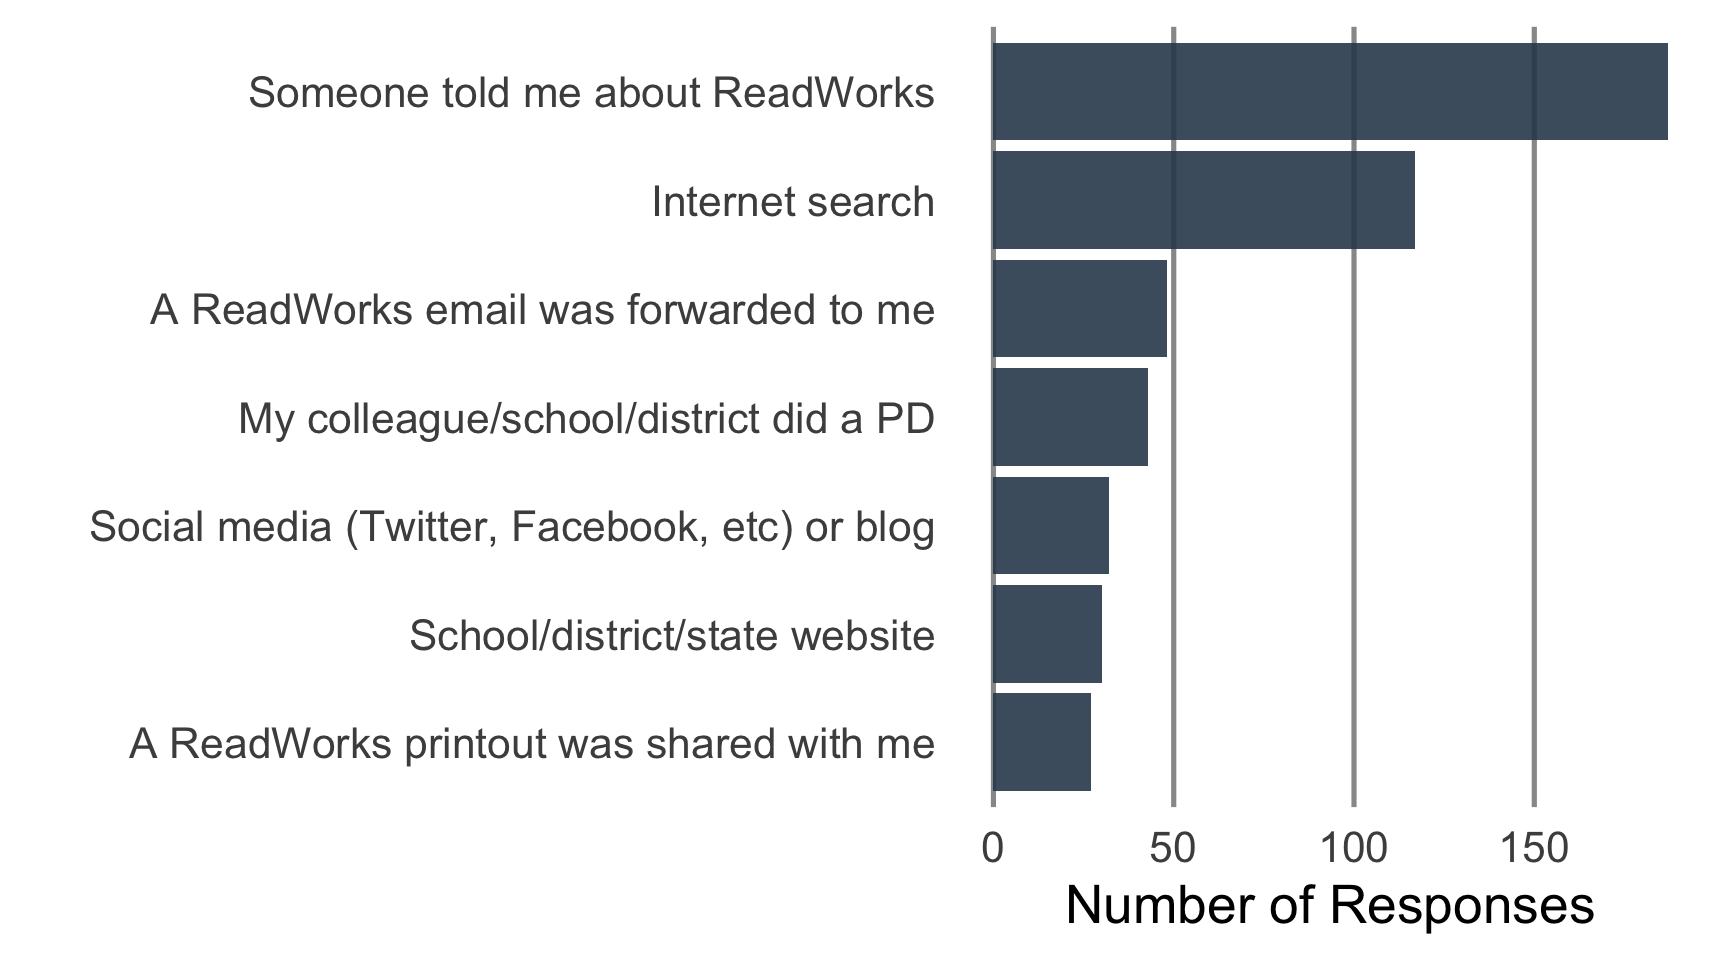 Someone told me about ReadWorks
Internet search
A ReadWorks email was forwarded to me
My colleague/school/district did a PD
Social media (Twitter, Facebook, etc) or blog
School/district/state website
A ReadWorks printout was shared with me
0 50 100 150
Number of Responses